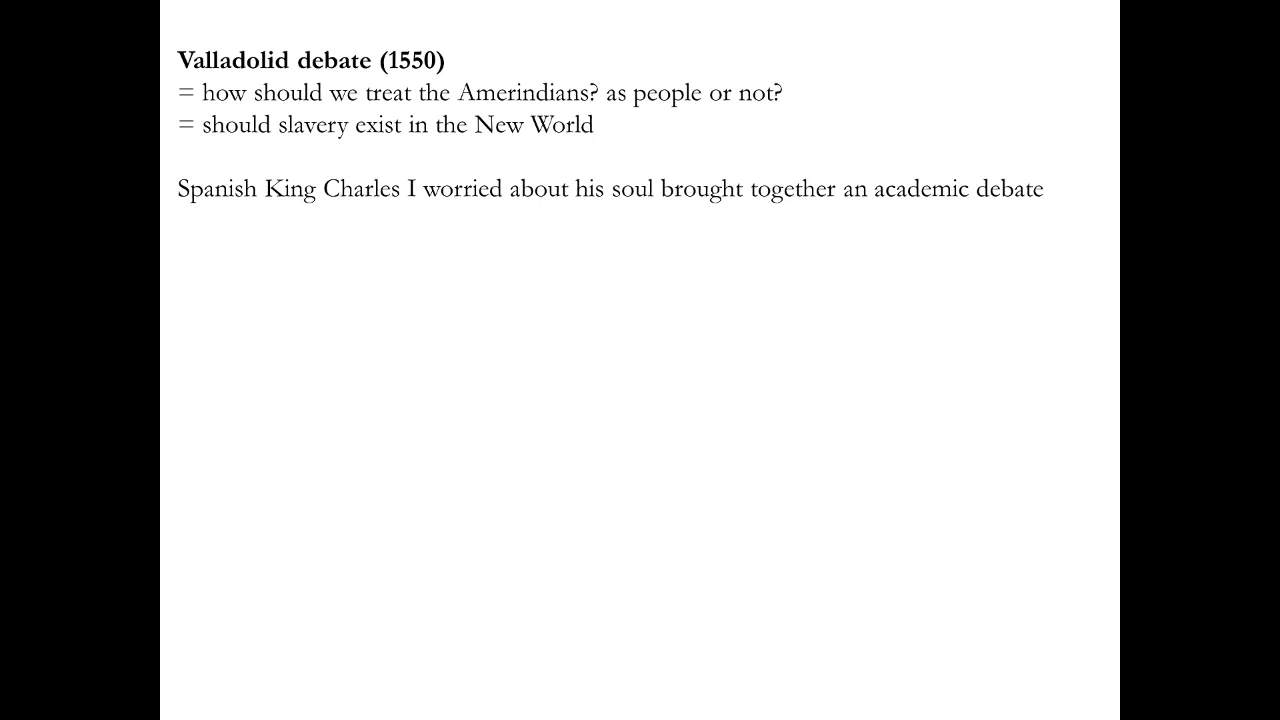 Valladolid debate (1550)
= how should we treat the Amerindians? as people or not?
= should slavery exist in the New World
Spanish King Charles I worried about his soul brought together an academic debate